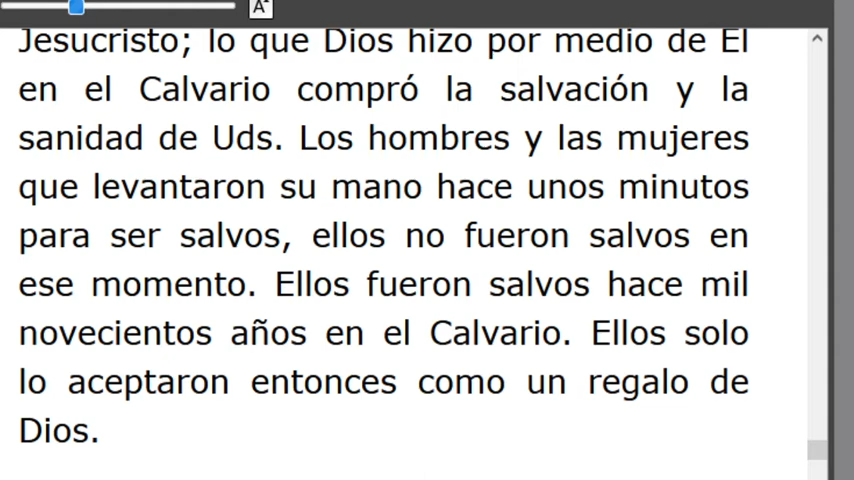 A
Jesucristo; lo que Dios hizo por medio de El
en el Calvario compró la salvación y la
sanidad de Uds. Los hombres y las mujeres
que levantaron su mano hace unos minutos
para ser salvos, ellos no fueron salvos en
ese momento. Ellos fueron salvos hace mil
novecientos años en el Calvario. Ellos solo
lo aceptaron entonces como un regalo de
Dios.